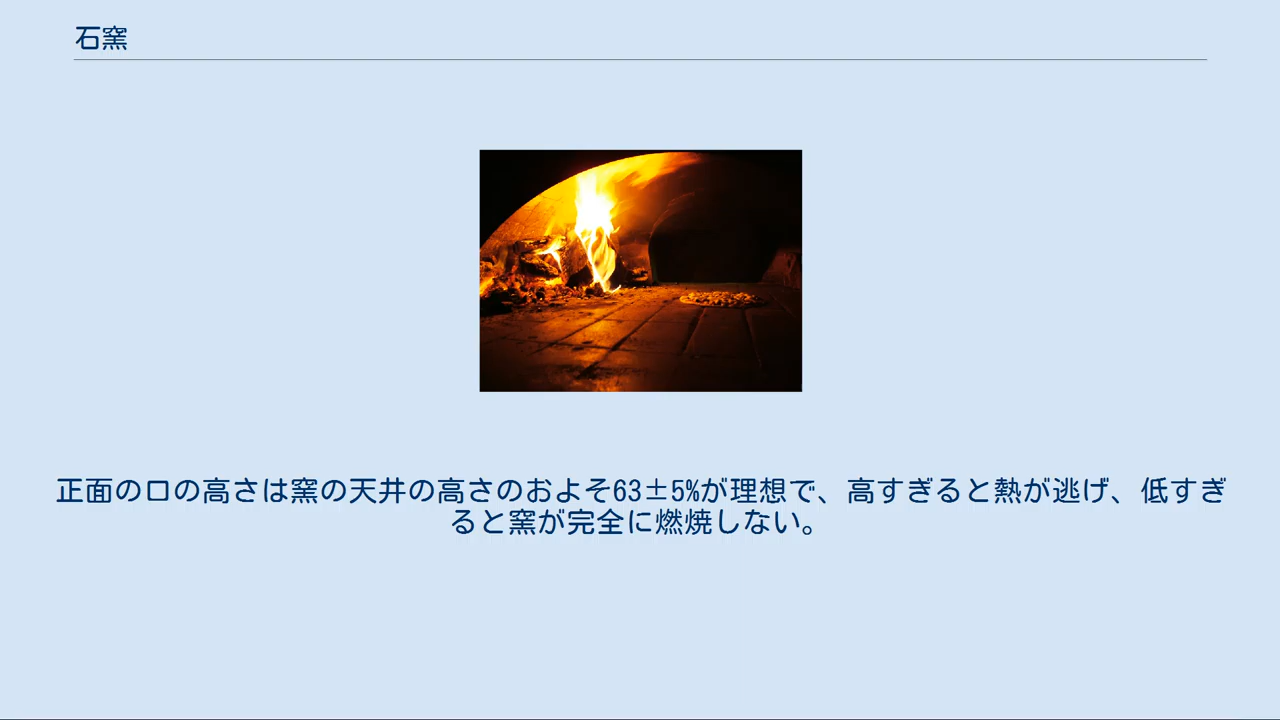 石窯
正面の口の高さは窯の天井の高さのおよそ63±5%が理想で、高すぎると熱が逃げ、低すぎ
ると窯が完全に燃焼しない。